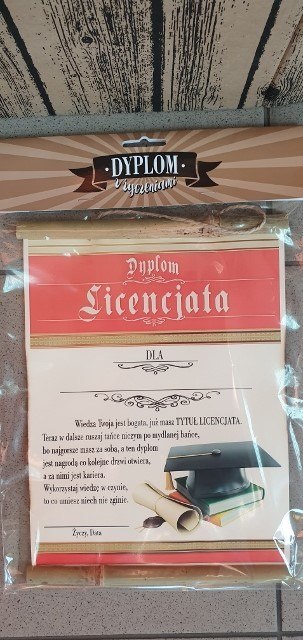 DYPLOM
z życzeniami
Dyplom
Licencjata
DLA
Wiedza Twoja jest bogata, już masz TYTUŁ LICENCJATA.
Teraz w dalsze ruszaj tańce niczym po mydlanej bańce,
bo najgorsze masz za sobą, a ten dyplom
jest nagrodą co kolejne drzwi otwiera,
a za nimi jest kariera.
Wykorzystaj wiedzę w czynie,
to co umiesz niech nie zginie.
Życzy, Data